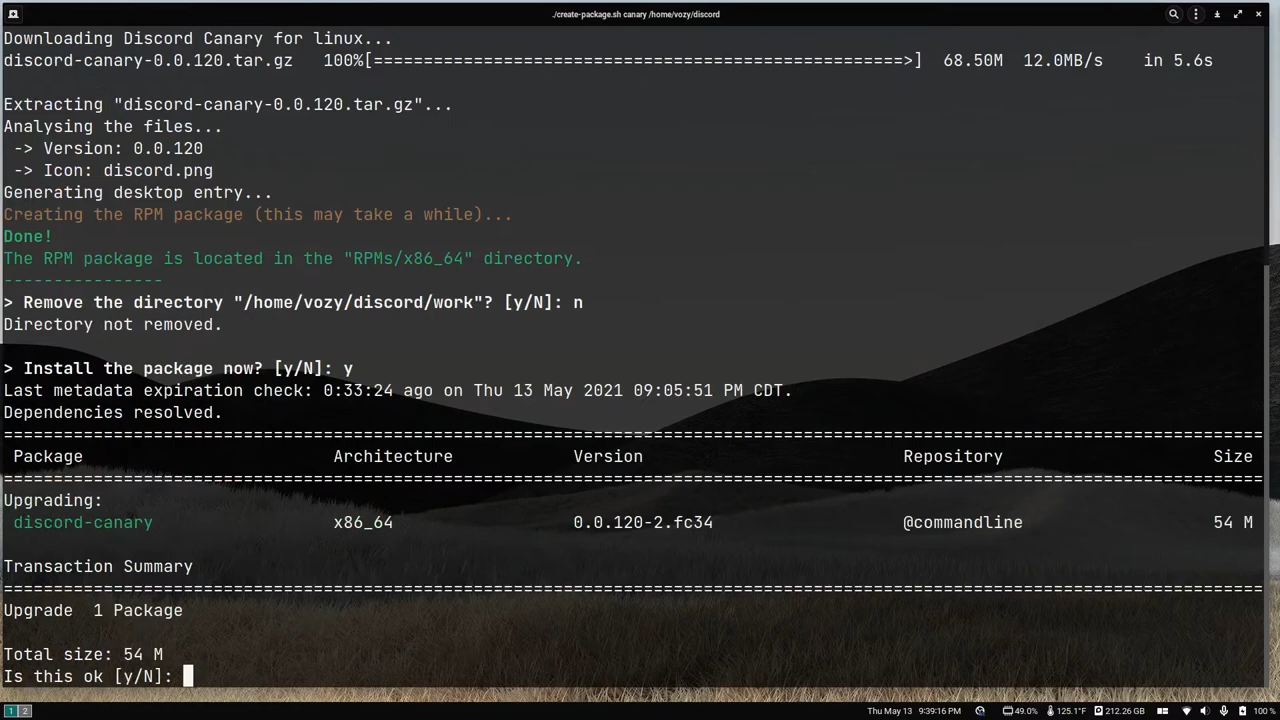 ./create-package.sh canary /home/vozy/discord
Downloading Discord Canary for linux...
discord-canary-0.0.120.tar.gz   100%[======================================================>]  68.50M  12.0MB/s    in 5.6s
Extracting "discord-canary-0.0.120.tar.gz"...
Analysing the files...
-> Version: 0.0.120
-> Icon: discord.png
Generating desktop entry...
Creating the RPM package (this may take a while)...
Done!
The RPM package is located in the "RPMs/x86_64" directory.
----------------
> Remove the directory "/home/vozy/discord/work"? [y/N]: n
Directory not removed.
> Install the package now? [y/N]: y
Last metadata expiration check: 0:33:24 ago on Thu 13 May 2021 09:05:51 PM CDT.
Dependencies resolved.
Package Architecture Version Repository Size
Upgrading:
discord-canary x86_64 0.0.120-2.fc34 @commandline 54 M
Transaction Summary
Upgrade  1 Package
Total size: 54 M
Is this ok [y/N]:
1 2 Thu May 13 9:39:16 PM 49.0% 125.1°F 212.26 GB 100 %